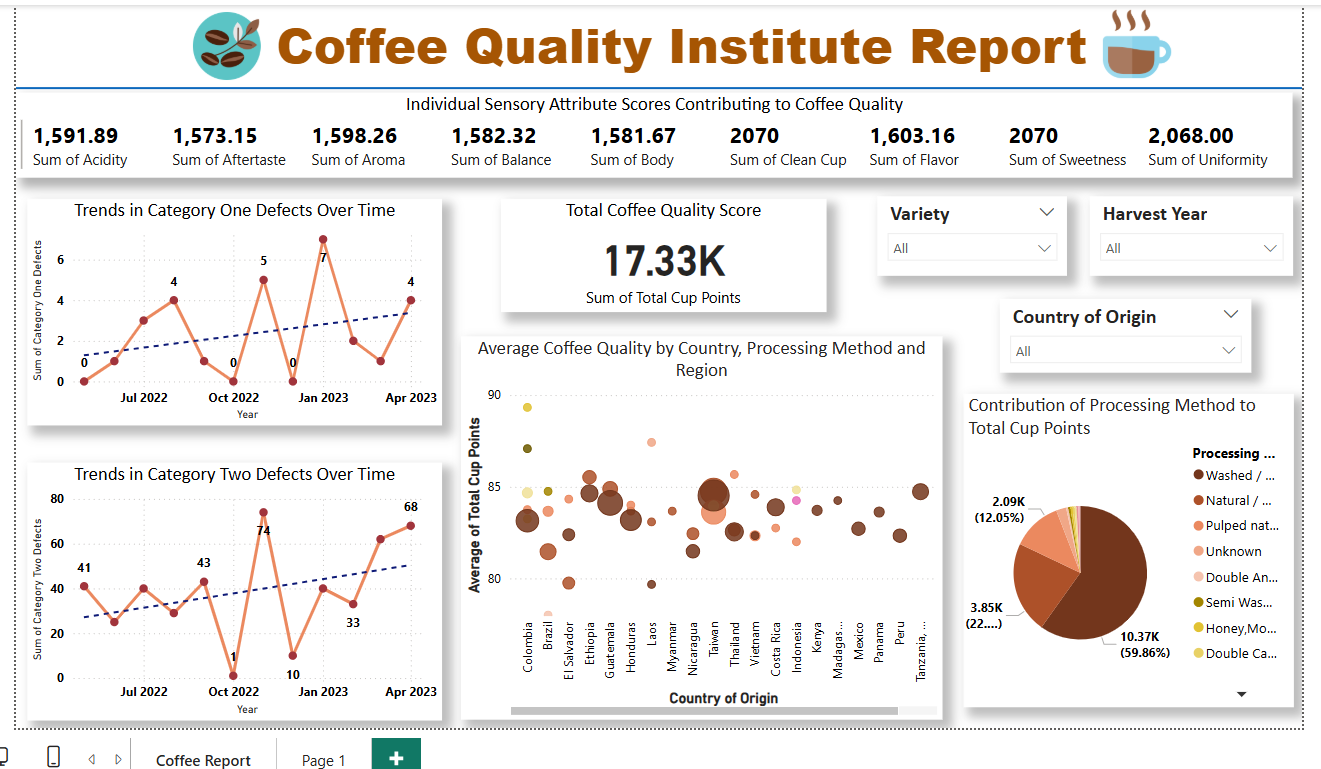 Coffee Quality Institute Report
Individual Sensory Attribute Scores Contributing to Coffee Quality
1,591.89 1,573.15 1,598.26 1,582.32 1,581.67 2070 1,603.16 2070 2,068.00
Sum of Acidity Sum of Aftertaste Sum of Aroma Sum of Balance Sum of Body Sum of Clean Cup Sum of Flavor Sum of Sweetness Sum of Uniformity
Trends in Category One Defects Over Time
Sum of Category One Defects
6
4
2
0
0
4
0
5
0
7
4
Jul 2022 Oct 2022 Jan 2023 Apr 2023
Year
Total Coffee Quality Score
17.33K
Sum of Total Cup Points
Variety
All
Harvest Year
All
Country of Origin
All
Trends in Category Two Defects Over Time
Sum of Category Two Defects
80
60
40
20
0
41
43
1
74
10
33
68
Jul 2022 Oct 2022 Jan 2023 Apr 2023
Year
Average Coffee Quality by Country, Processing Method and
Region
Average of Total Cup Points
90
85
80
Colombia
Brazil
El Salvador
Ethiopia
Guatemala
Honduras
Laos
Myanmar
Nicaragua
Taiwan
Thailand
Vietnam
Costa Rica
Indonesia
Kenya
Madagas...
Mexico
Panama
Peru
Tanzania, ...
Country of Origin
Contribution of Processing Method to
Total Cup Points
2.09K
(12.05%)
3.85K
(22....)
10.37K
(59.86%)
Processing ...
Washed / ...
Natural / ...
Pulped nat...
Unknown
Double An...
Semi Was...
Honey,Mo...
Double Ca...
Coffee Report Page 1 +